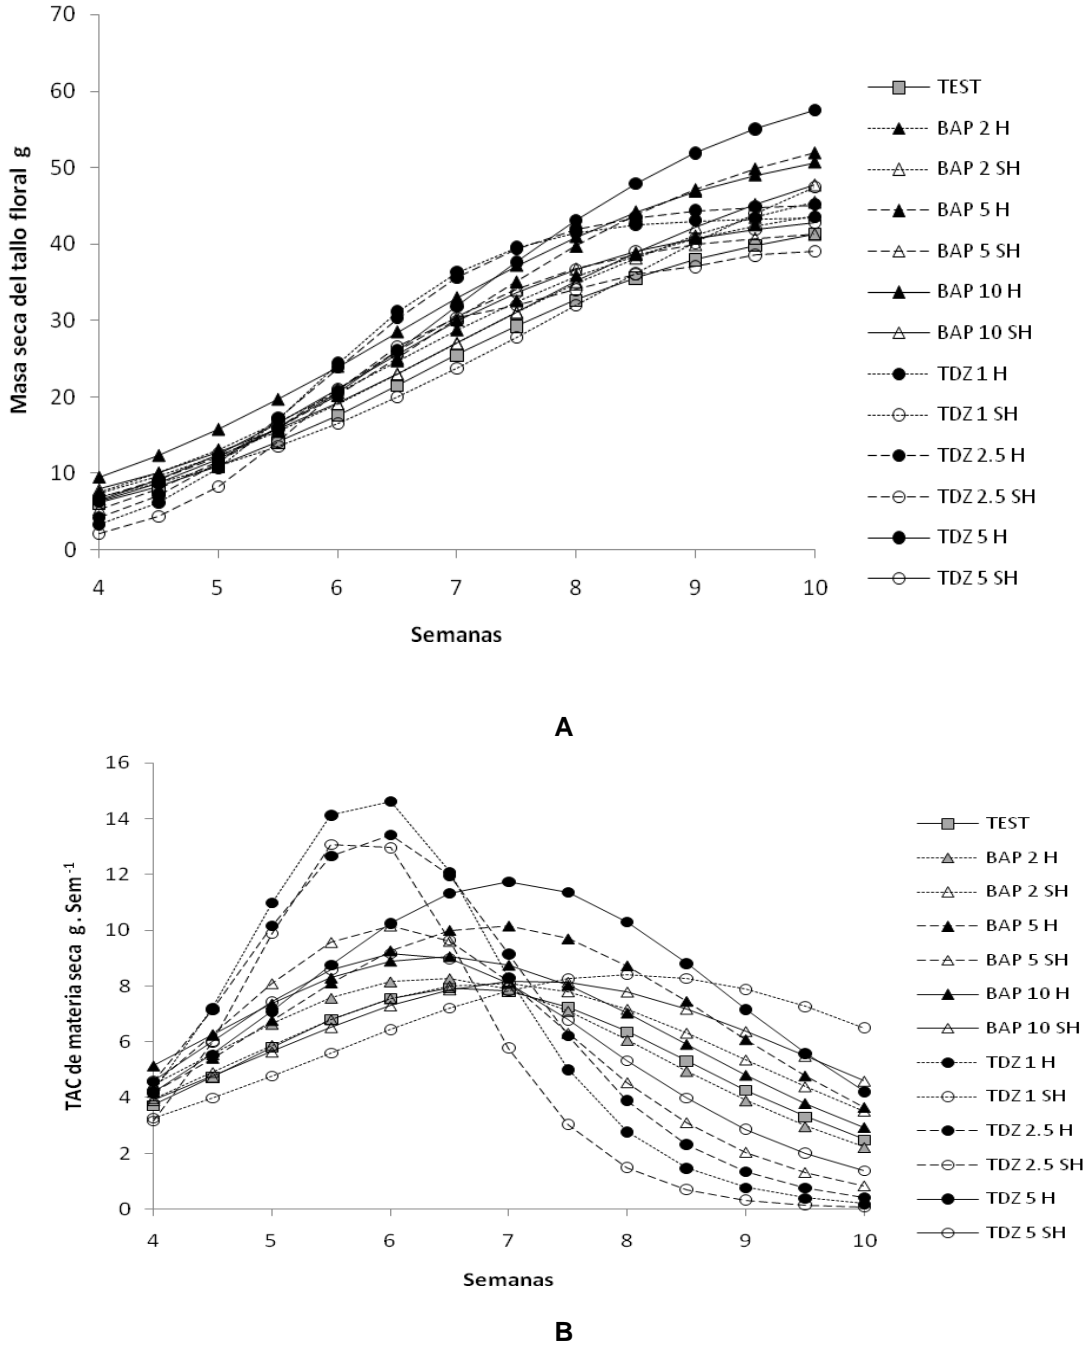 70
60
50
40
30
20
10
0
4 5 6 7 8 9 10
Masa seca del tallo floral g
Semanas
TEST
BAP 2 H
BAP 2 SH
BAP 5 H
BAP 5 SH
BAP 10 H
BAP 10 SH
TDZ 1 H
TDZ 1 SH
TDZ 2.5 H
TDZ 2.5 SH
TDZ 5 H
TDZ 5 SH
A
16
14
12
10
8
6
4
2
0
4 5 6 7 8 9 10
TAC de materia seca g. Sem⁻¹
Semanas
TEST
BAP 2 H
BAP 2 SH
BAP 5 H
BAP 5 SH
BAP 10 H
BAP 10 SH
TDZ 1 H
TDZ 1 SH
TDZ 2.5 H
TDZ 2.5 SH
TDZ 5 H
TDZ 5 SH
B